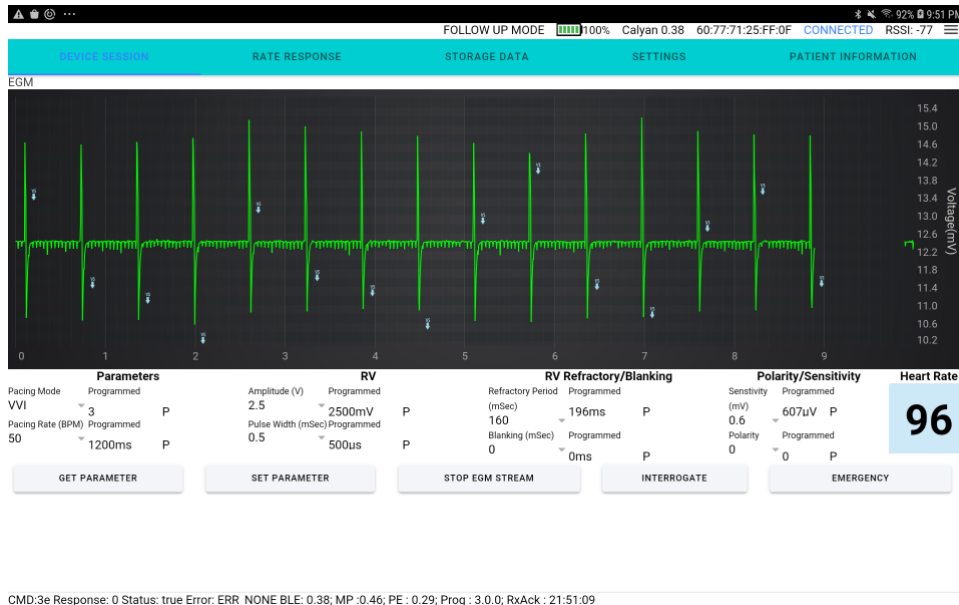 92% 9:51 PM
FOLLOW UP MODE 100% Calyan 0.38 60:77:71:25:FF:0F CONNECTED RSSI: -77
DEVICE SESSION RATE RESPONSE STORAGE DATA SETTINGS PATIENT INFORMATION
EGM
15.4
15.0
14.6
14.2
13.8
13.4
13.0
12.6
12.2
11.8
11.4
11.0
10.6
10.2
Voltage(mV)
0 1 2 3 4 5 6 7 8 9
Parameters RV RV Refractory/Blanking Polarity/Sensitivity Heart Rate
Pacing Mode Programmed Amplitude (V) Programmed Refractory Period Programmed Senstivity Programmed
(mSec) (mV)
VVI 3 P 2.5 2500mV P 160 196ms P 0.6 607µV P 96
Pacing Rate (BPM) Programmed Pulse Width (mSec) Programmed Blanking (mSec) Programmed Polarity Programmed
50 1200ms P 0.5 500µs P 0 0ms P 0 0 P
GET PARAMETER SET PARAMETER STOP EGM STREAM INTERROGATE EMERGENCY
CMD:3e Response: 0 Status: true Error: ERR_NONE BLE: 0.38; MP :0.46; PE : 0.29; Prog : 3.0.0; RxAck : 21:51:09